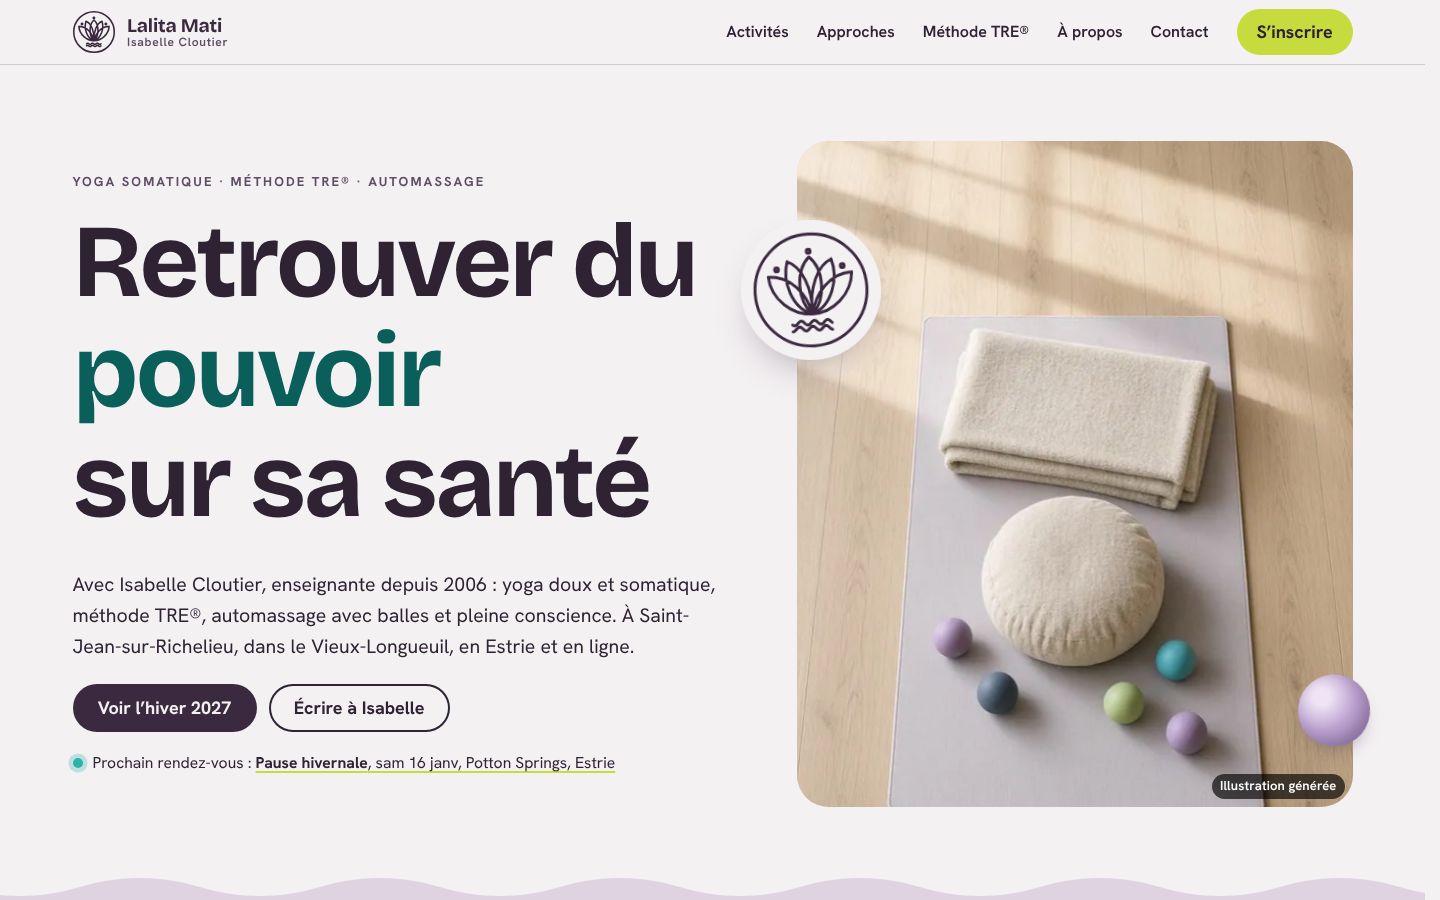 Lalita Mati
Isabelle Cloutier
Activités
Approches
Méthode TRE®
À propos
Contact
S’inscrire
YOGA SOMATIQUE · MÉTHODE TRE® · AUTOMASSAGE
Retrouver du
pouvoir
sur sa santé
Avec Isabelle Cloutier, enseignante depuis 2006 : yoga doux et somatique,
méthode TRE®, automassage avec balles et pleine conscience. À Saint-
Jean-sur-Richelieu, dans le Vieux-Longueuil, en Estrie et en ligne.
Voir l’hiver 2027
Écrire à Isabelle
Prochain rendez-vous : Pause hivernale, sam 16 janv, Potton Springs, Estrie
Illustration générée